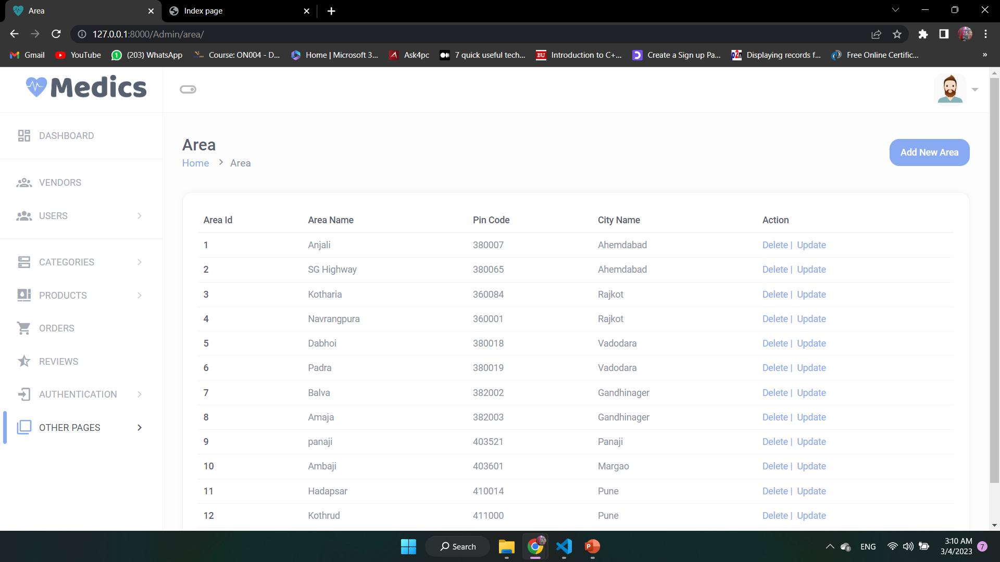 Area
Index page
127.0.0.1:8000/Admin/area/
Gmail
YouTube
(203) WhatsApp
Course: ON004 - D...
Home | Microsoft 3...
Ask4pc
7 quick useful tech...
BU
Introduction to C+...
Create a Sign up Pa...
p2n
Displaying records f...
Free Online Certific...
»
Medics
DASHBOARD
VENDORS
USERS
CATEGORIES
PRODUCTS
ORDERS
REVIEWS
AUTHENTICATION
OTHER PAGES
Area
Home > Area
Add New Area
Area Id Area Name Pin Code City Name Action
1 Anjali 380007 Ahemdabad Delete | Update
2 SG Highway 380065 Ahemdabad Delete | Update
3 Kotharia 360084 Rajkot Delete | Update
4 Navrangpura 360001 Rajkot Delete | Update
5 Dabhoi 380018 Vadodara Delete | Update
6 Padra 380019 Vadodara Delete | Update
7 Balva 382002 Gandhinager Delete | Update
8 Amaja 382003 Gandhinager Delete | Update
9 panaji 403521 Panaji Delete | Update
10 Ambaji 403601 Margao Delete | Update
11 Hadapsar 410014 Pune Delete | Update
12 Kothrud 411000 Pune Delete | Update
Search
ENG
3:10 AM
3/4/2023
7